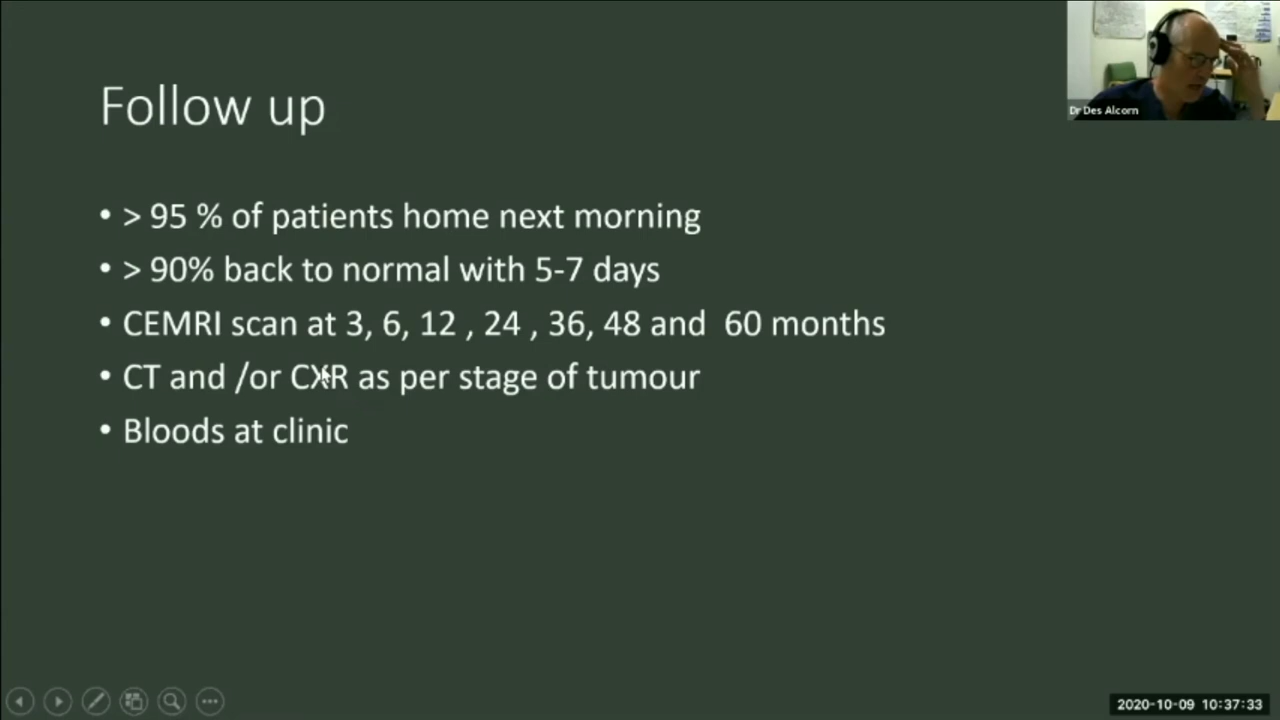 Follow up
Dr Des Alcorn
• > 95 % of patients home next morning
• > 90% back to normal with 5-7 days
• CEMRI scan at 3, 6, 12 , 24 , 36, 48 and  60 months
• CT and /or CXR as per stage of tumour
• Bloods at clinic
2020-10-09 10:37:33